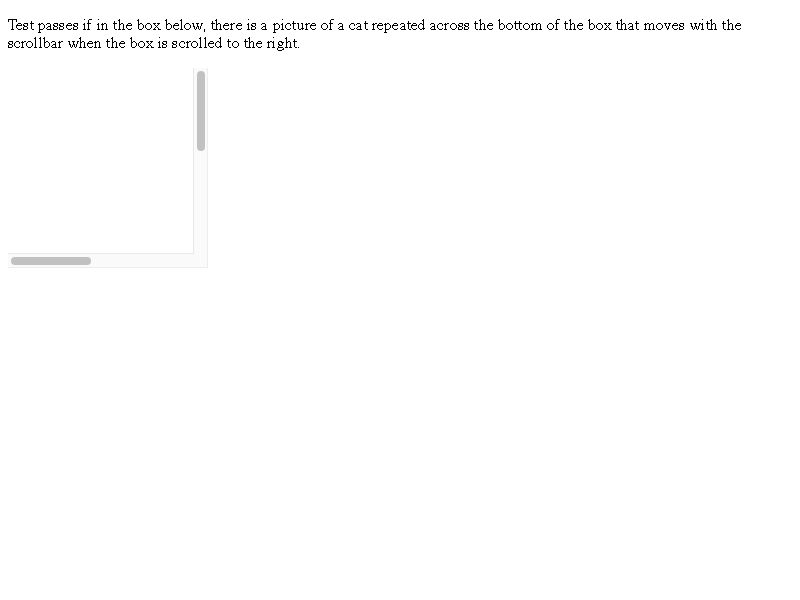 Test passes if in the box below, there is a picture of a cat repeated across the bottom of the box that moves with the
scrollbar when the box is scrolled to the right.